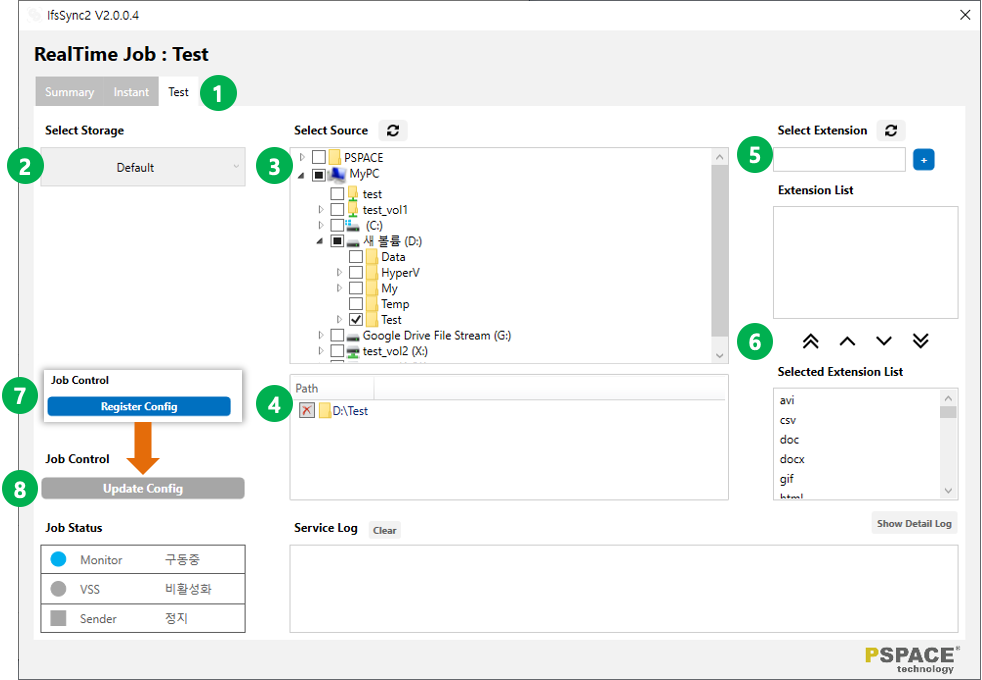 IfsSync2 V2.0.0.4
RealTime Job : Test
Summary Instant Test 1
Select Storage
2 Default
Select Source
3
PSPACE
MyPC
test
test_vol1
(C:)
새 볼륨 (D:)
Data
HyperV
My
Temp
Test
Google Drive File Stream (G:)
test_vol2 (X:)
4 Path
D:\Test
Select Extension
5 +
Extension List
6
Selected Extension List
avi
csv
doc
docx
gif
html
7 Job Control
Register Config
Job Control
8 Update Config
Job Status
Monitor 구동중
VSS 비활성화
Sender 정지
Service Log Clear
Show Detail Log
PSPACE
technology